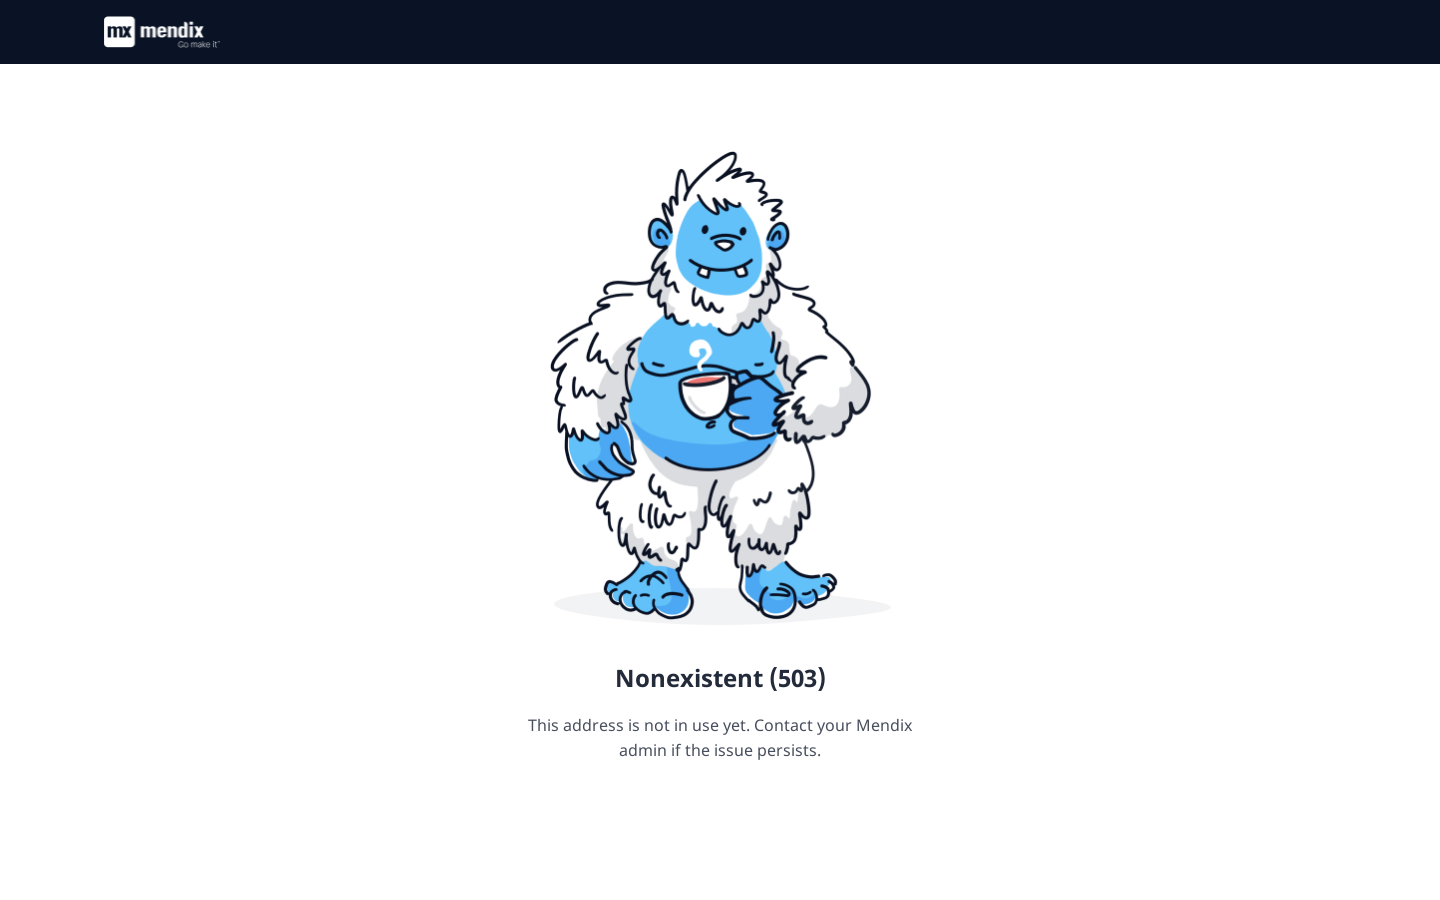 mx mendix
Go make it
Nonexistent (503)
This address is not in use yet. Contact your Mendix
admin if the issue persists.